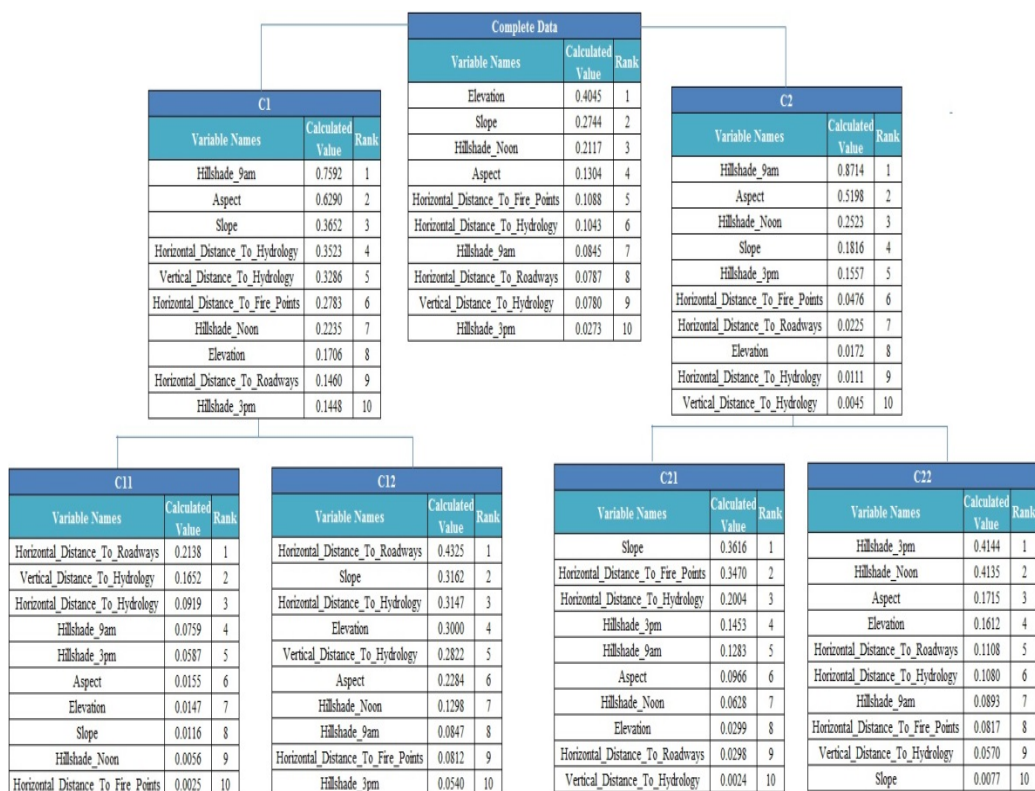 Complete Data
Variable Names Calculated Value Rank
Elevation 0.4045 1
Slope 0.2744 2
Hillshade_Noon 0.2117 3
Aspect 0.1304 4
Horizontal_Distance_To_Fire_Points 0.1088 5
Horizontal_Distance_To_Hydrology 0.1043 6
Hillshade_9am 0.0845 7
Horizontal_Distance_To_Roadways 0.0787 8
Vertical_Distance_To_Hydrology 0.0780 9
Hillshade_3pm 0.0273 10
C1
Variable Names Calculated Value Rank
Hillshade_9am 0.7592 1
Aspect 0.6290 2
Slope 0.3652 3
Horizontal_Distance_To_Hydrology 0.3523 4
Vertical_Distance_To_Hydrology 0.3286 5
Horizontal_Distance_To_Fire_Points 0.2783 6
Hillshade_Noon 0.2235 7
Elevation 0.1706 8
Horizontal_Distance_To_Roadways 0.1460 9
Hillshade_3pm 0.1448 10
C2
Variable Names Calculated Value Rank
Hillshade_9am 0.8714 1
Aspect 0.5198 2
Hillshade_Noon 0.2523 3
Slope 0.1816 4
Hillshade_3pm 0.1557 5
Horizontal_Distance_To_Fire_Points 0.0476 6
Horizontal_Distance_To_Roadways 0.0225 7
Elevation 0.0172 8
Horizontal_Distance_To_Hydrology 0.0111 9
Vertical_Distance_To_Hydrology 0.0045 10
C11
Variable Names Calculated Value Rank
Horizontal_Distance_To_Roadways 0.2138 1
Vertical_Distance_To_Hydrology 0.1652 2
Horizontal_Distance_To_Hydrology 0.0919 3
Hillshade_9am 0.0759 4
Hillshade_3pm 0.0587 5
Aspect 0.0155 6
Elevation 0.0147 7
Slope 0.0116 8
Hillshade_Noon 0.0056 9
Horizontal_Distance_To_Fire_Points 0.0025 10
C12
Variable Names Calculated Value Rank
Horizontal_Distance_To_Roadways 0.4325 1
Slope 0.3162 2
Horizontal_Distance_To_Hydrology 0.3147 3
Elevation 0.3000 4
Vertical_Distance_To_Hydrology 0.2822 5
Aspect 0.2284 6
Hillshade_Noon 0.1298 7
Hillshade_9am 0.0847 8
Horizontal_Distance_To_Fire_Points 0.0812 9
Hillshade_3pm 0.0540 10
C21
Variable Names Calculated Value Rank
Slope 0.3616 1
Horizontal_Distance_To_Fire_Points 0.3470 2
Horizontal_Distance_To_Hydrology 0.2004 3
Hillshade_3pm 0.1453 4
Hillshade_9am 0.1283 5
Aspect 0.0966 6
Hillshade_Noon 0.0628 7
Elevation 0.0299 8
Horizontal_Distance_To_Roadways 0.0298 9
Vertical_Distance_To_Hydrology 0.0024 10
C22
Variable Names Calculated Value Rank
Hillshade_3pm 0.4144 1
Hillshade_Noon 0.4135 2
Aspect 0.1715 3
Elevation 0.1612 4
Horizontal_Distance_To_Roadways 0.1108 5
Horizontal_Distance_To_Hydrology 0.1080 6
Hillshade_9am 0.0893 7
Horizontal_Distance_To_Fire_Points 0.0817 8
Vertical_Distance_To_Hydrology 0.0570 9
Slope 0.0077 10